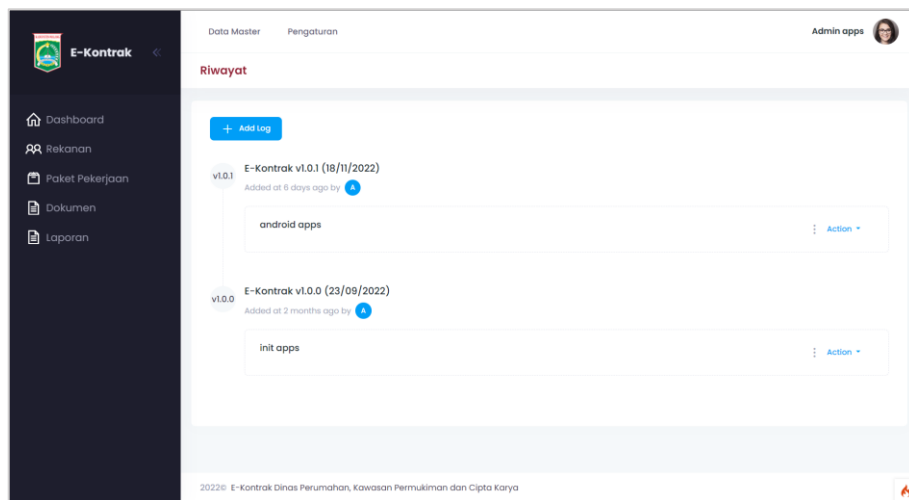 E-Kontrak
Data Master
Pengaturan
Admin apps
Riwayat
Dashboard
Rekanan
Paket Pekerjaan
Dokumen
Laporan
+ Add Log
v1.0.1
E-Kontrak v1.0.1 (18/11/2022)
Added at 6 days ago by A
android apps
Action
v1.0.0
E-Kontrak v1.0.0 (23/09/2022)
Added at 2 months ago by A
init apps
Action
2022© E-Kontrak Dinas Perumahan, Kawasan Permukiman dan Cipta Karya